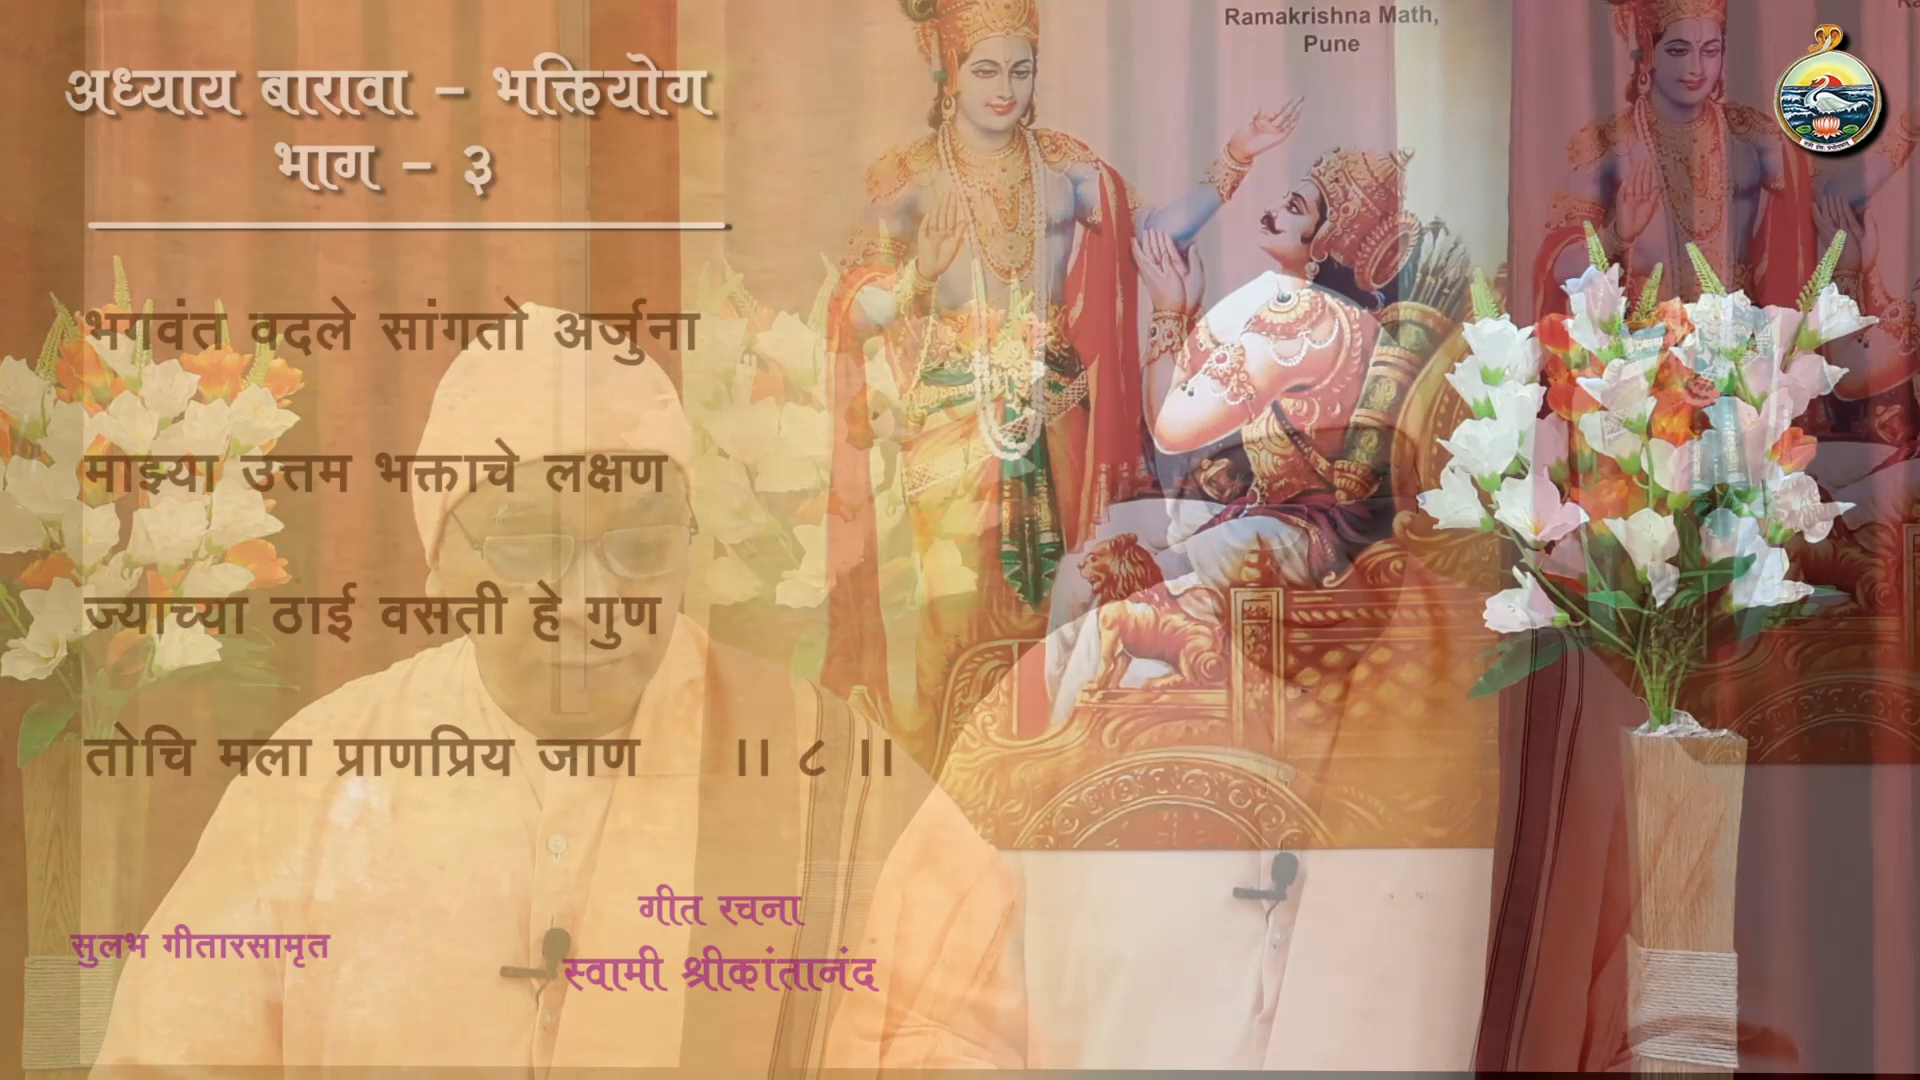 Ramakrishna Math,
Pune
अध्याय बारावा - भक्तियोग
भाग - ३
भगवंत वदले सांगतो अर्जुना
माझ्या उत्तम भक्ताचे लक्षण
ज्याच्या ठाई वसती हे गुण
तोचि मला प्राणप्रिय जाण ।। ८ ।।
गीत रचना
सुलभ गीतारसामृत
स्वामी श्रीकांतानंद